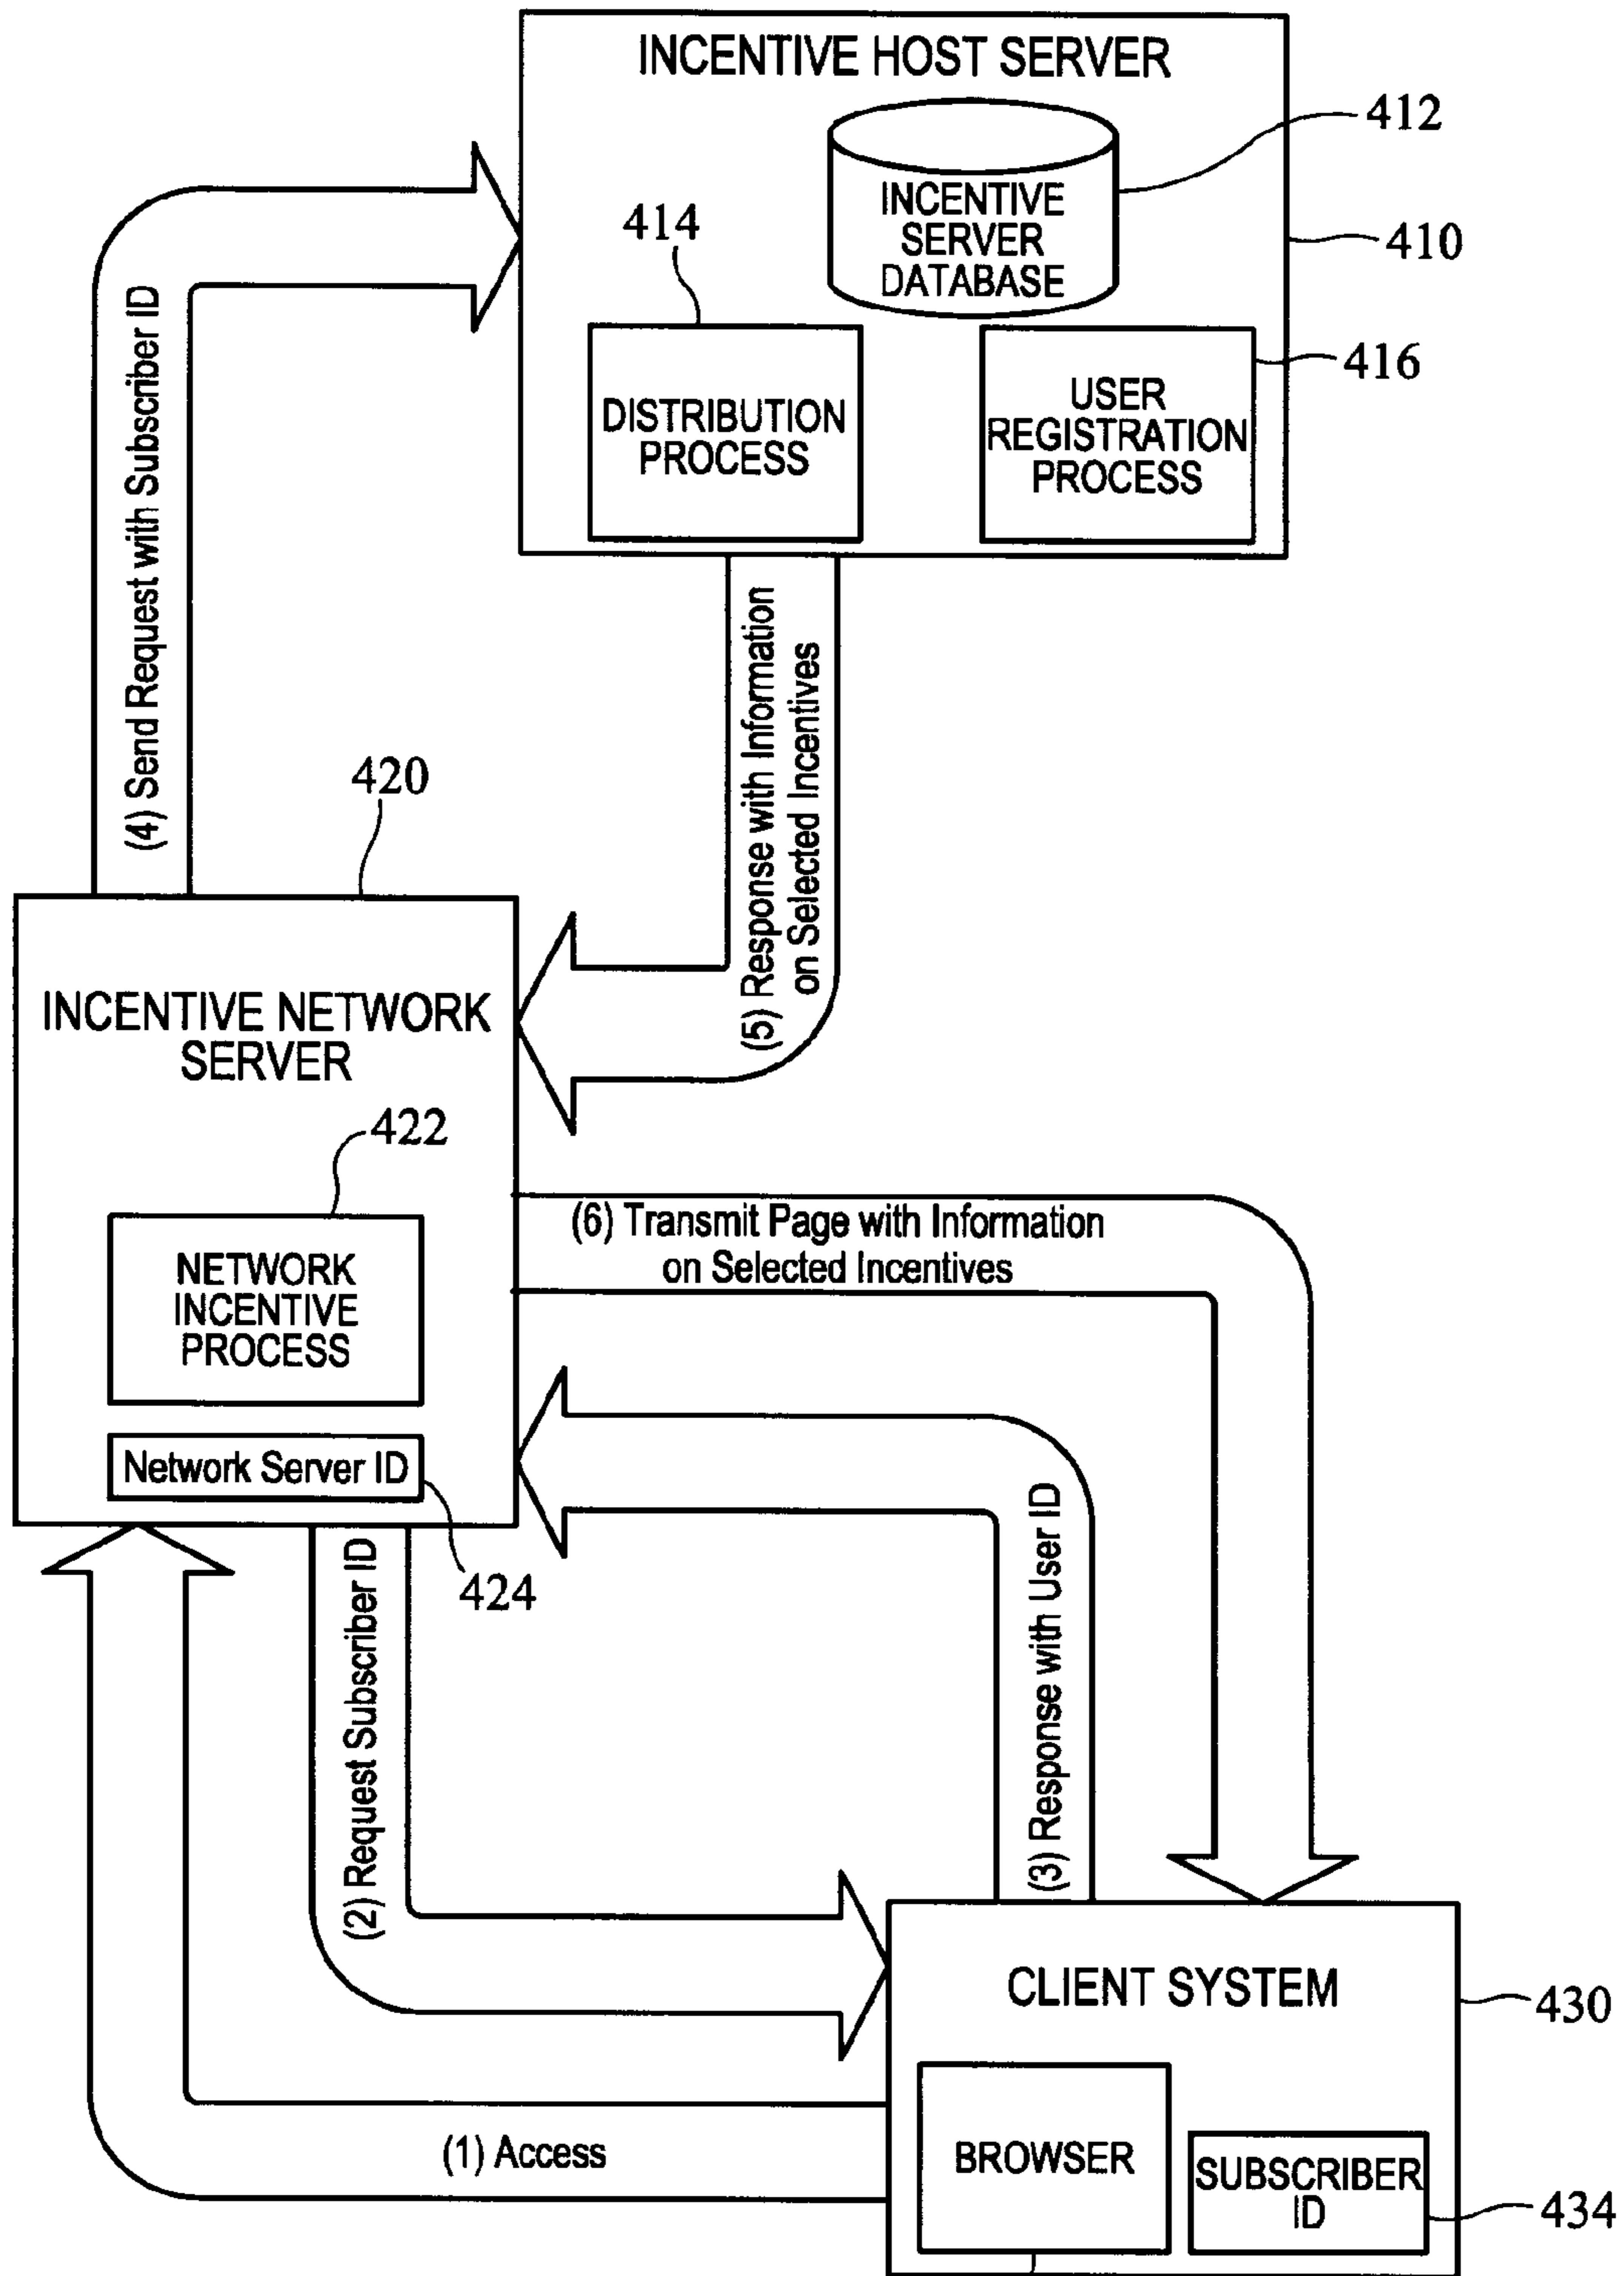 INCENTIVE HOST SERVER
412
INCENTIVE
SERVER
DATABASE
414
410
416
DISTRIBUTION
PROCESS
USER
REGISTRATION
PROCESS
(4) Send Request with Subscriber ID
(5) Response with Information
on Selected Incentives
420
INCENTIVE NETWORK
SERVER
422
NETWORK
INCENTIVE
PROCESS
(6) Transmit Page with Information
on Selected Incentives
Network Server ID
424
(2) Request Subscriber ID
(3) Response with User ID
CLIENT SYSTEM
430
BROWSER
SUBSCRIBER
ID
434
(1) Access